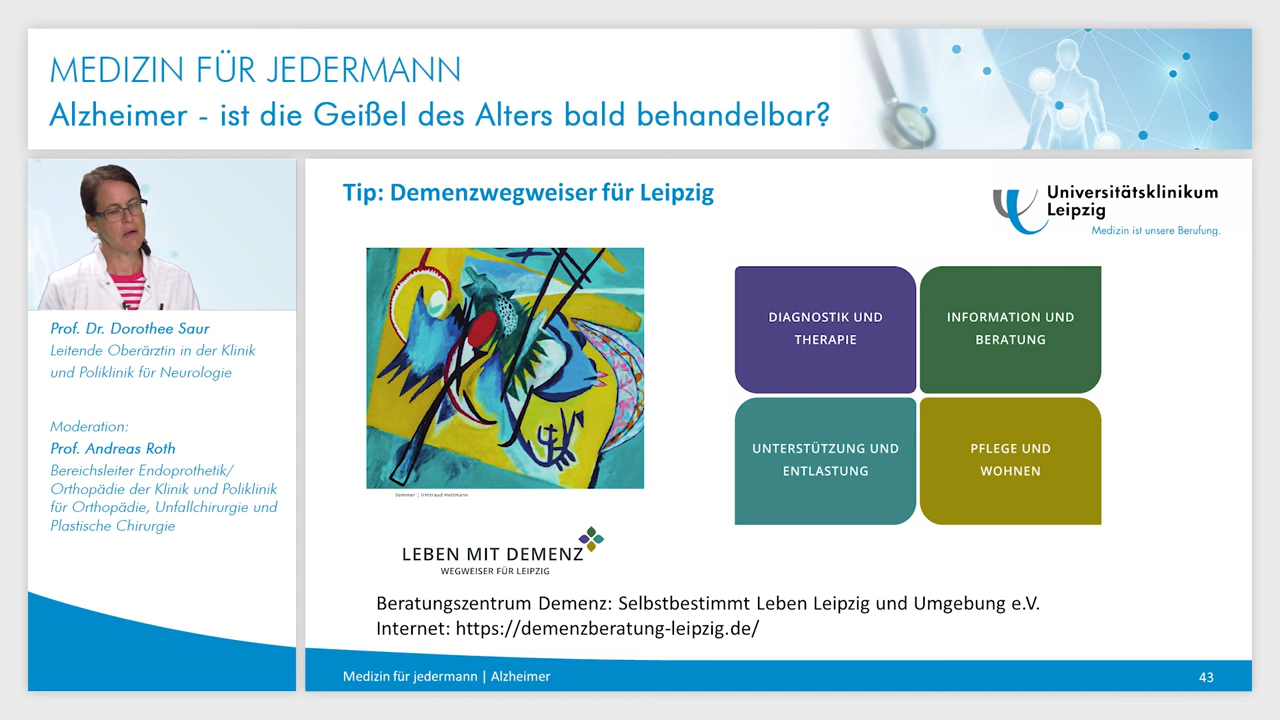 MEDIZIN FÜR JEDERMANN
Alzheimer - ist die Geißel des Alters bald behandelbar?
Prof. Dr. Dorothee Saur
Leitende Oberärztin in der Klinik
und Poliklinik für Neurologie
Moderation:
Prof. Andreas Roth
Bereichsleiter Endoprothetik/
Orthopädie der Klinik und Poliklinik
für Orthopädie, Unfallchirurgie und
Plastische Chirurgie
Tip: Demenzwegweiser für Leipzig
Universitätsklinikum
Leipzig
Medizin ist unsere Berufung.
Sommer | Irmtraud Heitmann
DIAGNOSTIK UND
THERAPIE
INFORMATION UND
BERATUNG
UNTERSTÜTZUNG UND
ENTLASTUNG
PFLEGE UND
WOHNEN
LEBEN MIT DEMENZ
WEGWEISER FÜR LEIPZIG
Beratungszentrum Demenz: Selbstbestimmt Leben Leipzig und Umgebung e.V.
Internet: https://demenzberatung-leipzig.de/
Medizin für jedermann | Alzheimer
43